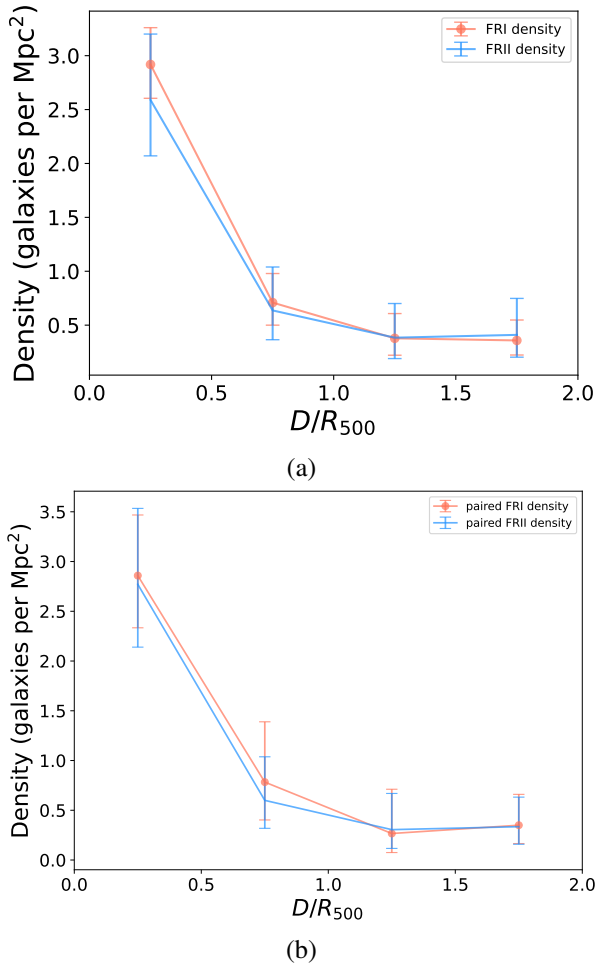 FRI density
FRII density
Density (galaxies per Mpc²)
3.0
2.5
2.0
1.5
1.0
0.5
0.0 0.5 1.0 1.5 2.0
D/R₅₀₀
(a)
paired FRI density
paired FRII density
Density (galaxies per Mpc²)
3.5
3.0
2.5
2.0
1.5
1.0
0.5
0.0
0.0 0.5 1.0 1.5 2.0
D/R₅₀₀
(b)